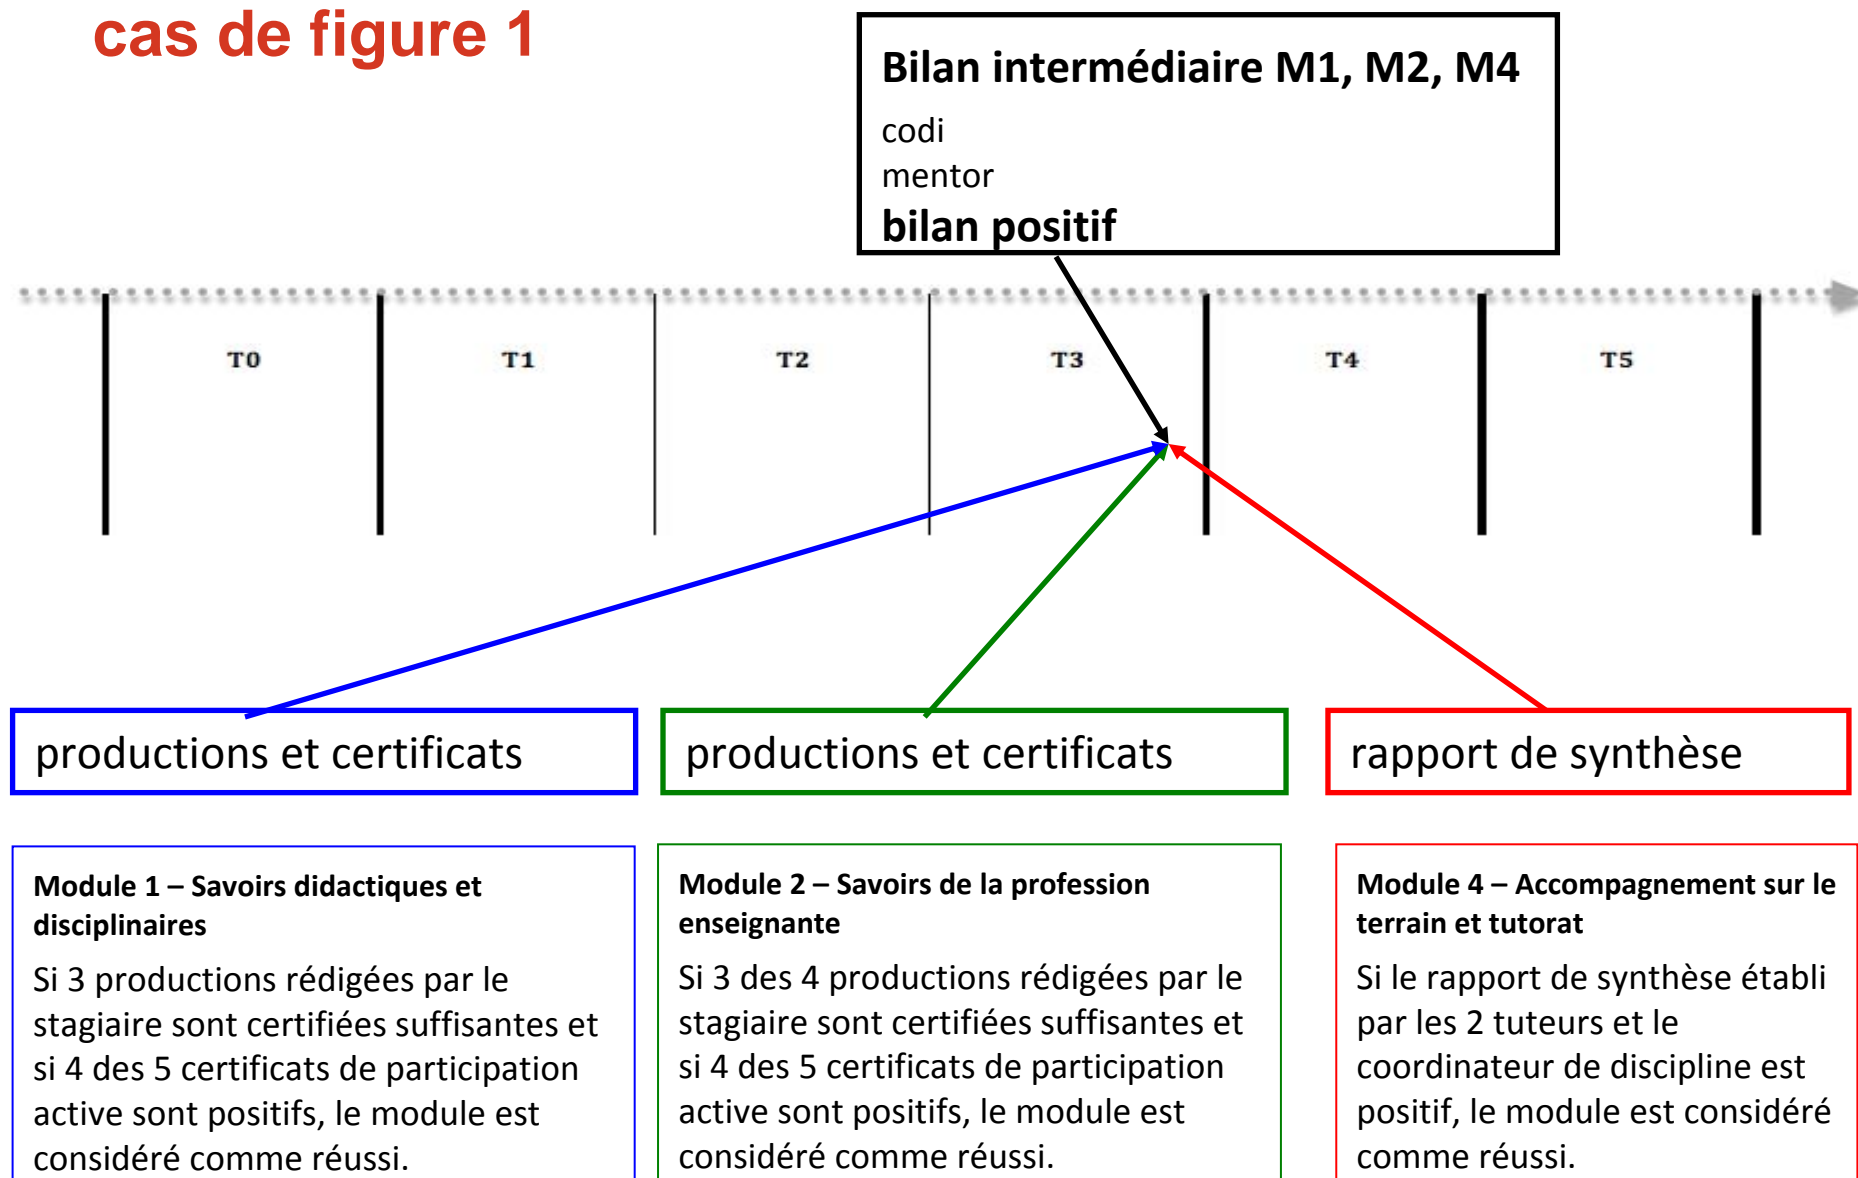 cas de figure 1
Bilan intermédiaire M1, M2, M4
codi
mentor
bilan positif
T0
T1
T2
T3
T4
T5
productions et certificats
productions et certificats
rapport de synthèse
Module 1 – Savoirs didactiques et
disciplinaires
Si 3 productions rédigées par le
stagiaire sont certifiées suffisantes et
si 4 des 5 certificats de participation
active sont positifs, le module est
considéré comme réussi.
Module 2 – Savoirs de la profession
enseignante
Si 3 des 4 productions rédigées par le
stagiaire sont certifiées suffisantes et
si 4 des 5 certificats de participation
active sont positifs, le module est
considéré comme réussi.
Module 4 – Accompagnement sur le
terrain et tutorat
Si le rapport de synthèse établi
par les 2 tuteurs et le
coordinateur de discipline est
positif, le module est considéré
comme réussi.